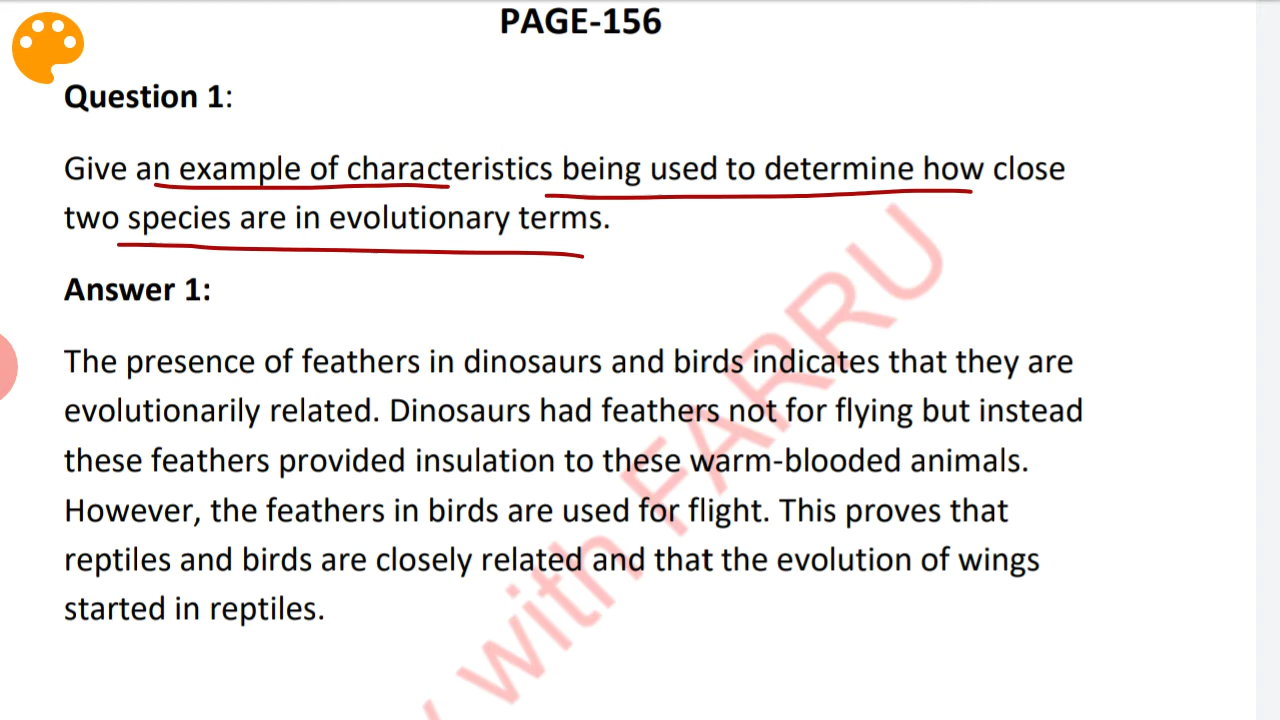 PAGE-156
Question 1:
Give an example of characteristics being used to determine how close
two species are in evolutionary terms.
Answer 1:
The presence of feathers in dinosaurs and birds indicates that they are
evolutionarily related. Dinosaurs had feathers not for flying but instead
these feathers provided insulation to these warm-blooded animals.
However, the feathers in birds are used for flight. This proves that
reptiles and birds are closely related and that the evolution of wings
started in reptiles.
with FARRU